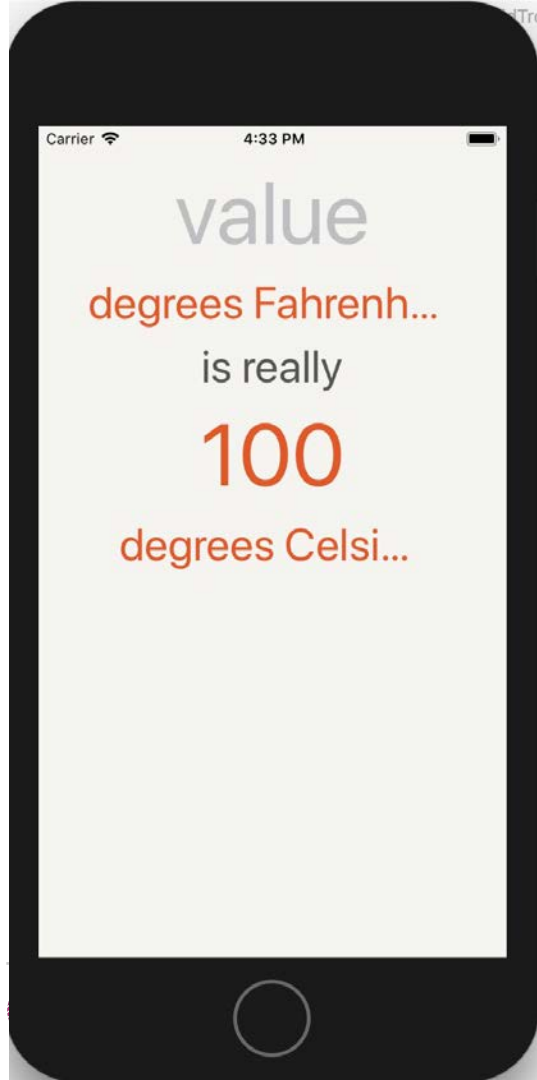 Carrier
4:33 PM
value
degrees Fahrenh...
is really
100
degrees Celsi...